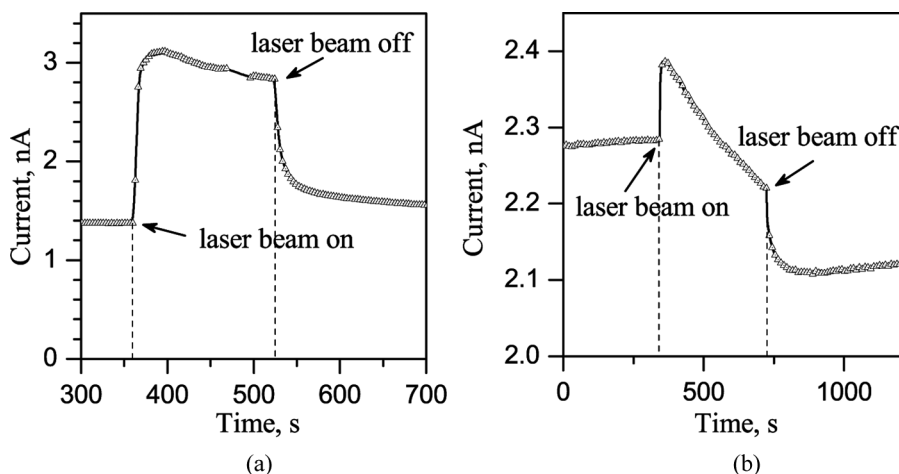 3
2
1
0
Current, nA
300
400
500
600
700
Time, s
laser beam off
laser beam on
(a)
2.4
2.3
2.2
2.1
2.0
Current, nA
0
500
1000
Time, s
laser beam on
laser beam off
(b)